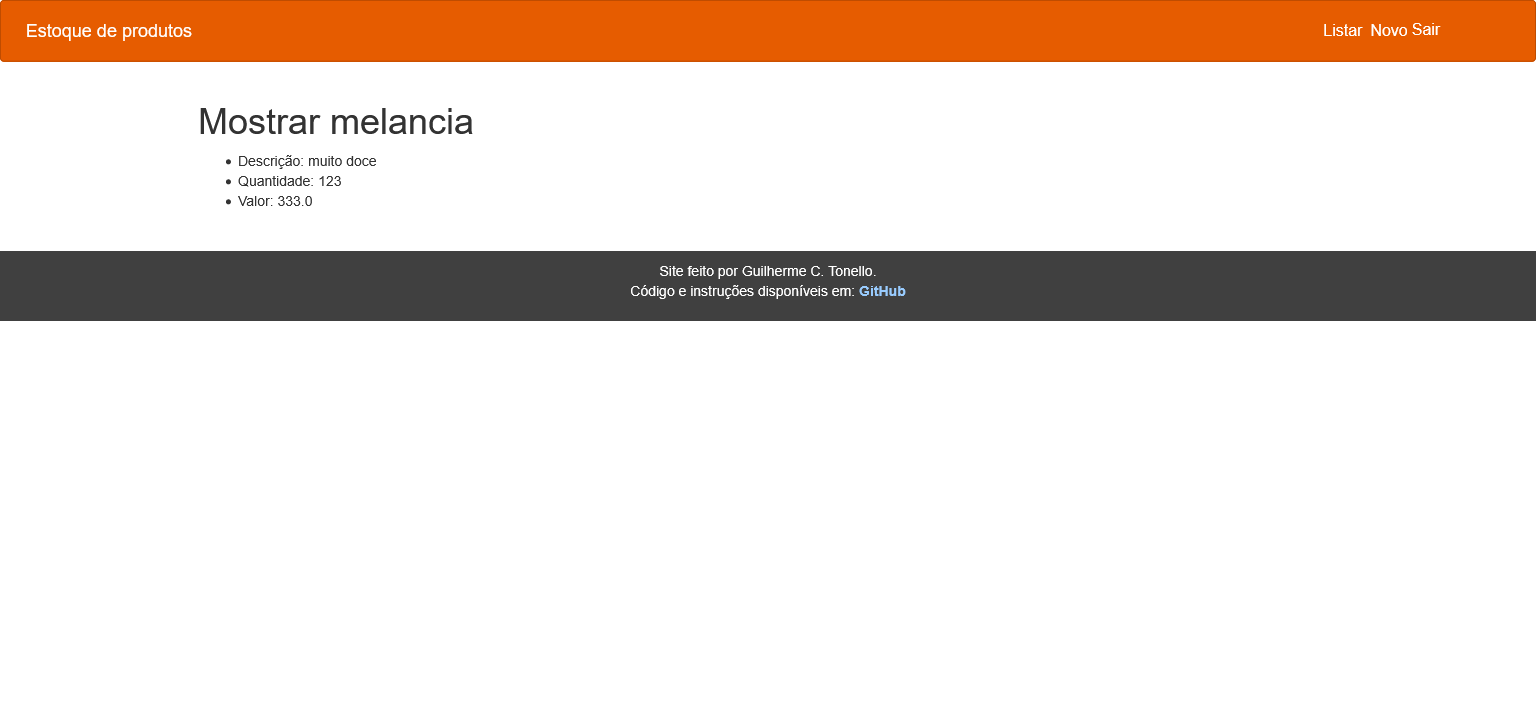 Estoque de produtos Listar Novo Sair
Mostrar melancia
Descrição: muito doce
Quantidade: 123
Valor: 333.0
Site feito por Guilherme C. Tonello.
Código e instruções disponíveis em: GitHub